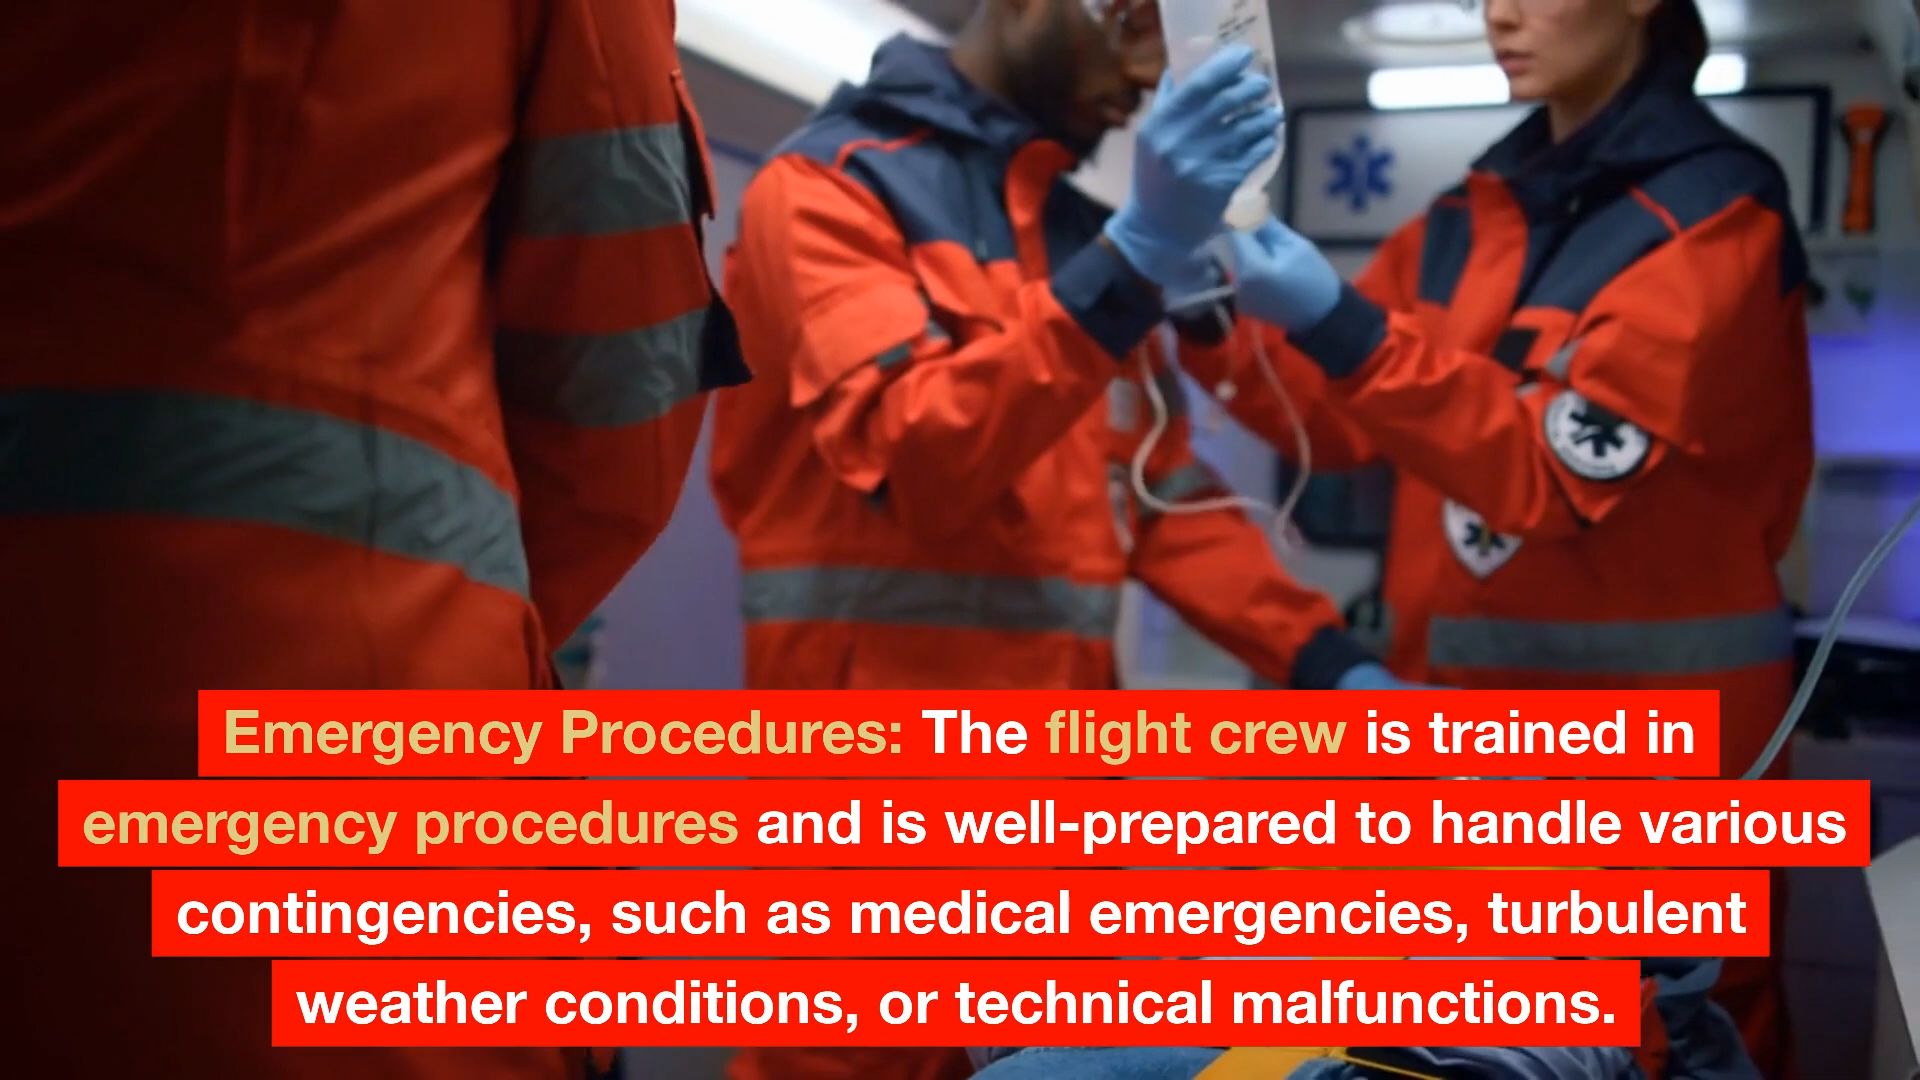 Emergency Procedures: The flight crew is trained in
emergency procedures and is well-prepared to handle various
contingencies, such as medical emergencies, turbulent
weather conditions, or technical malfunctions.